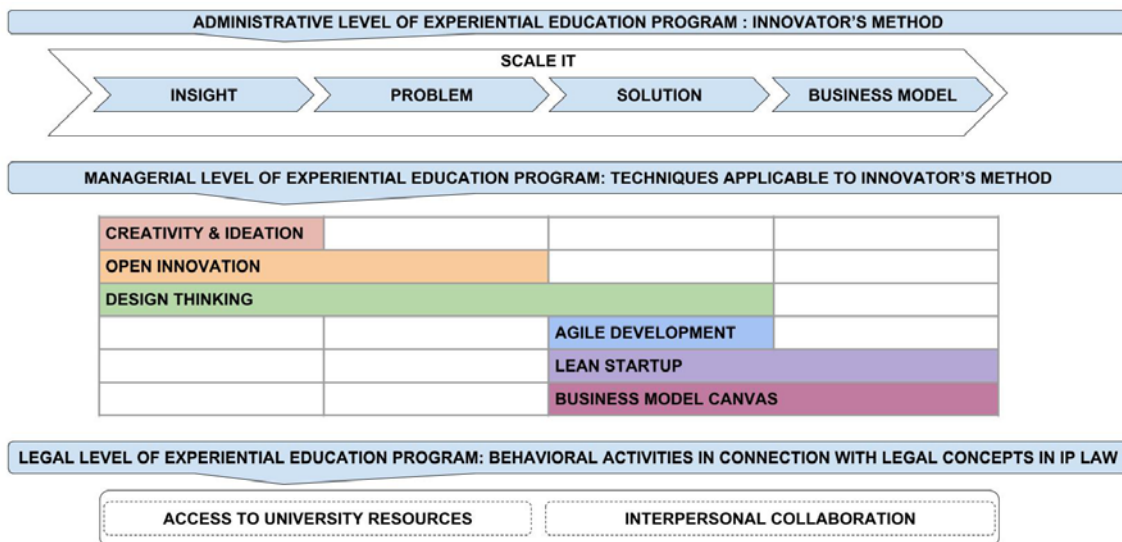 ADMINISTRATIVE LEVEL OF EXPERIENTIAL EDUCATION PROGRAM : INNOVATOR'S METHOD
SCALE IT
INSIGHT PROBLEM SOLUTION BUSINESS MODEL
MANAGERIAL LEVEL OF EXPERIENTIAL EDUCATION PROGRAM: TECHNIQUES APPLICABLE TO INNOVATOR'S METHOD
CREATIVITY & IDEATION
OPEN INNOVATION
DESIGN THINKING
AGILE DEVELOPMENT
LEAN STARTUP
BUSINESS MODEL CANVAS
LEGAL LEVEL OF EXPERIENTIAL EDUCATION PROGRAM: BEHAVIORAL ACTIVITIES IN CONNECTION WITH LEGAL CONCEPTS IN IP LAW
ACCESS TO UNIVERSITY RESOURCES INTERPERSONAL COLLABORATION